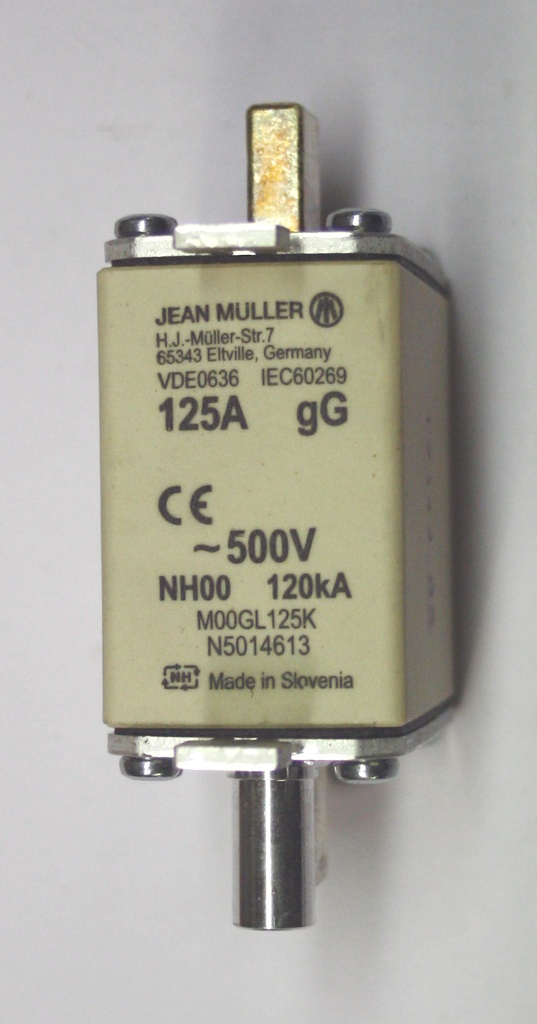 JEAN MULLER
H.J.-Müller-Str.7
65343 Eltville, Germany
VDE0636 IEC60269
125A gG
CE
~500V
NH00 120kA
M00GL125K
N5014613
NH Made in Slovenia